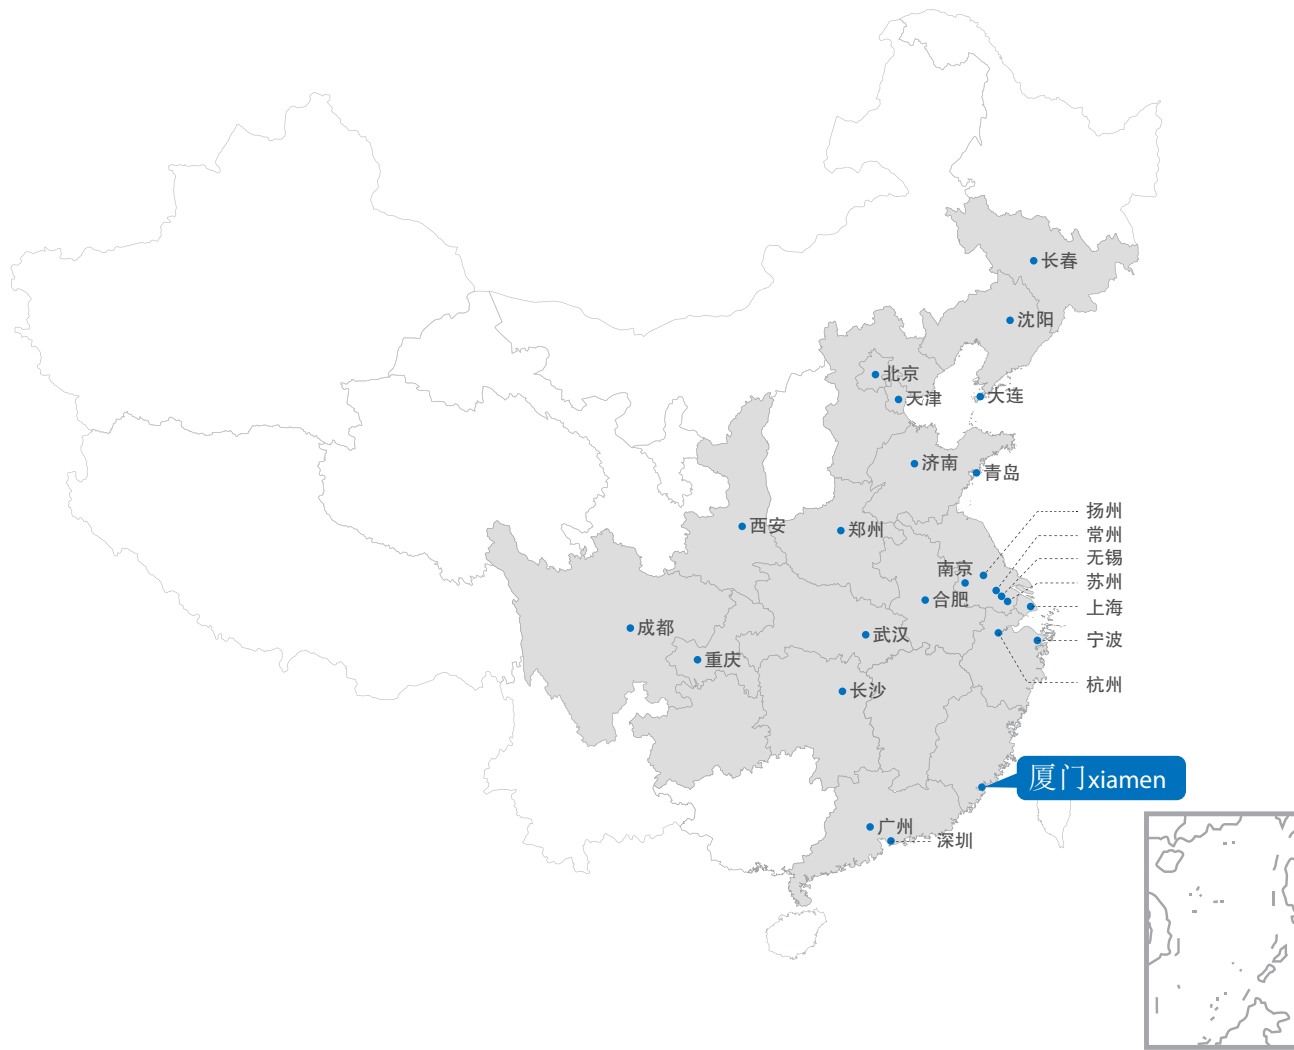 长春
沈阳
北京
天津
大连
济南
青岛
扬州
西安
郑州
常州
无锡
南京
苏州
合肥
上海
成都
武汉
宁波
重庆
杭州
长沙
厦门xiamen
广州
深圳